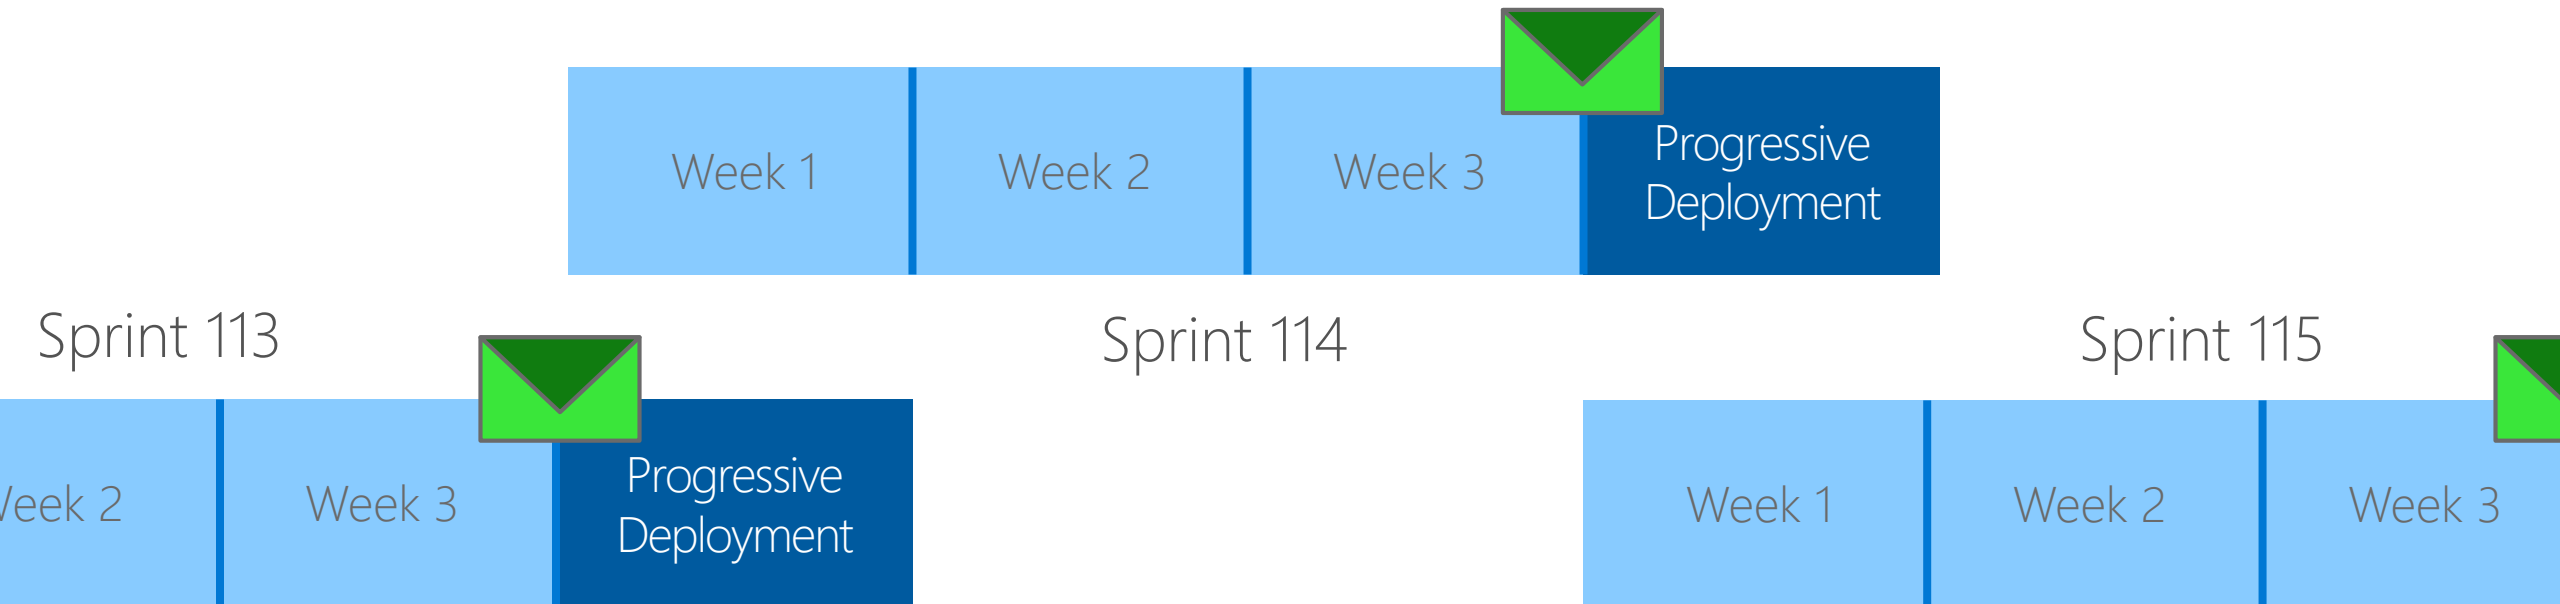 Week 1
Week 2
Week 3
Progressive
Deployment
Sprint 113
Sprint 114
Sprint 115
2
Week 3
Progressive
Deployment
Week 1
Week 2
Week 3